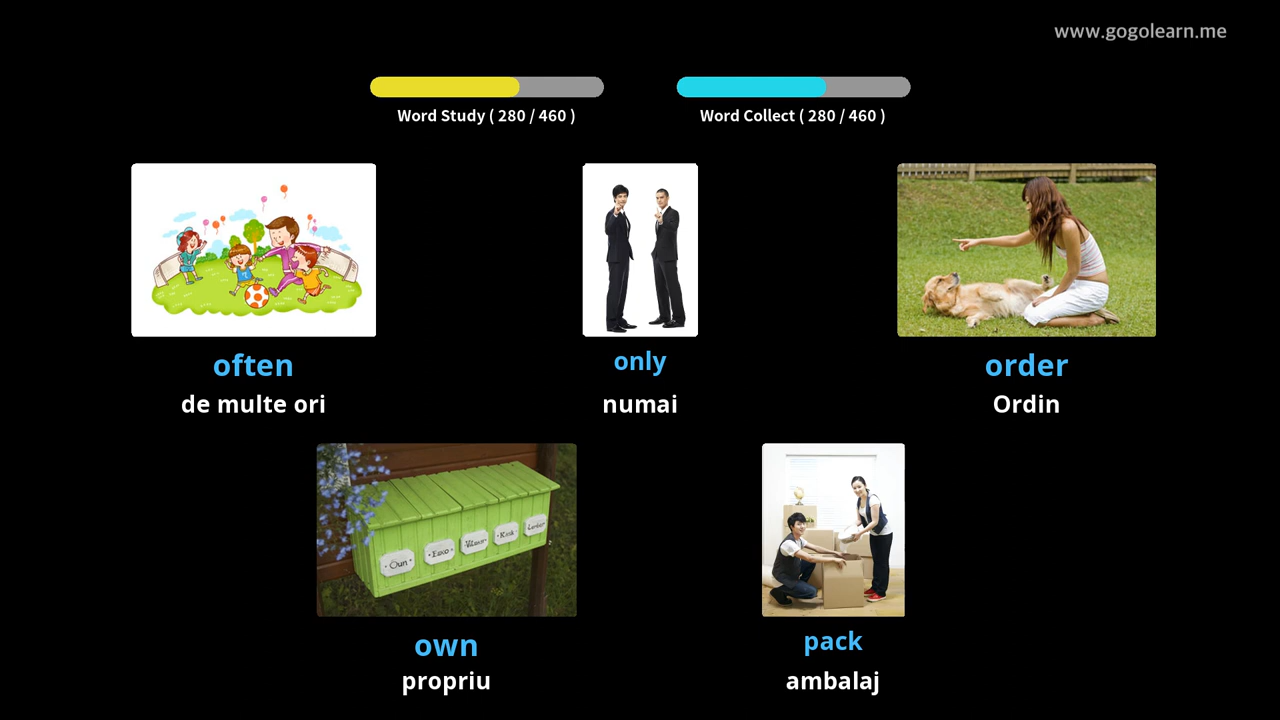 www.gogolearn.me
Word Study ( 280 / 460 )
Word Collect ( 280 / 460 )
often
de multe ori
only
numai
order
Ordin
own
propriu
pack
ambalaj